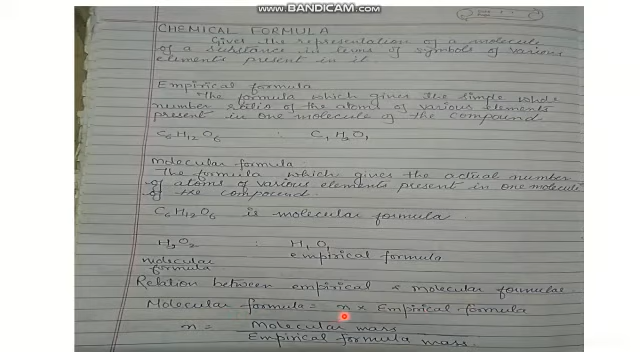 WWW.BANDICAM.COM
CHEMICAL FORMULA
Gives the representation of a molecule
of a substance in terms of symbols of various
elements present in it
Empirical formula
The formula which gives the simple whole
number ratio of the atoms of various elements
present in one molecule of the compound
C6H12O6 : C1H2O1
Molecular formula
The formula which gives the actual number
of atoms of various elements present in one molecule
of the compound
C6H12O6 is molecular formula
H2O2 : H1O1
molecular formula
empirical formula
Relation between empirical & molecular formulae
Molecular formula = n x Empirical formula
n = Molecular mass
Empirical formula mass